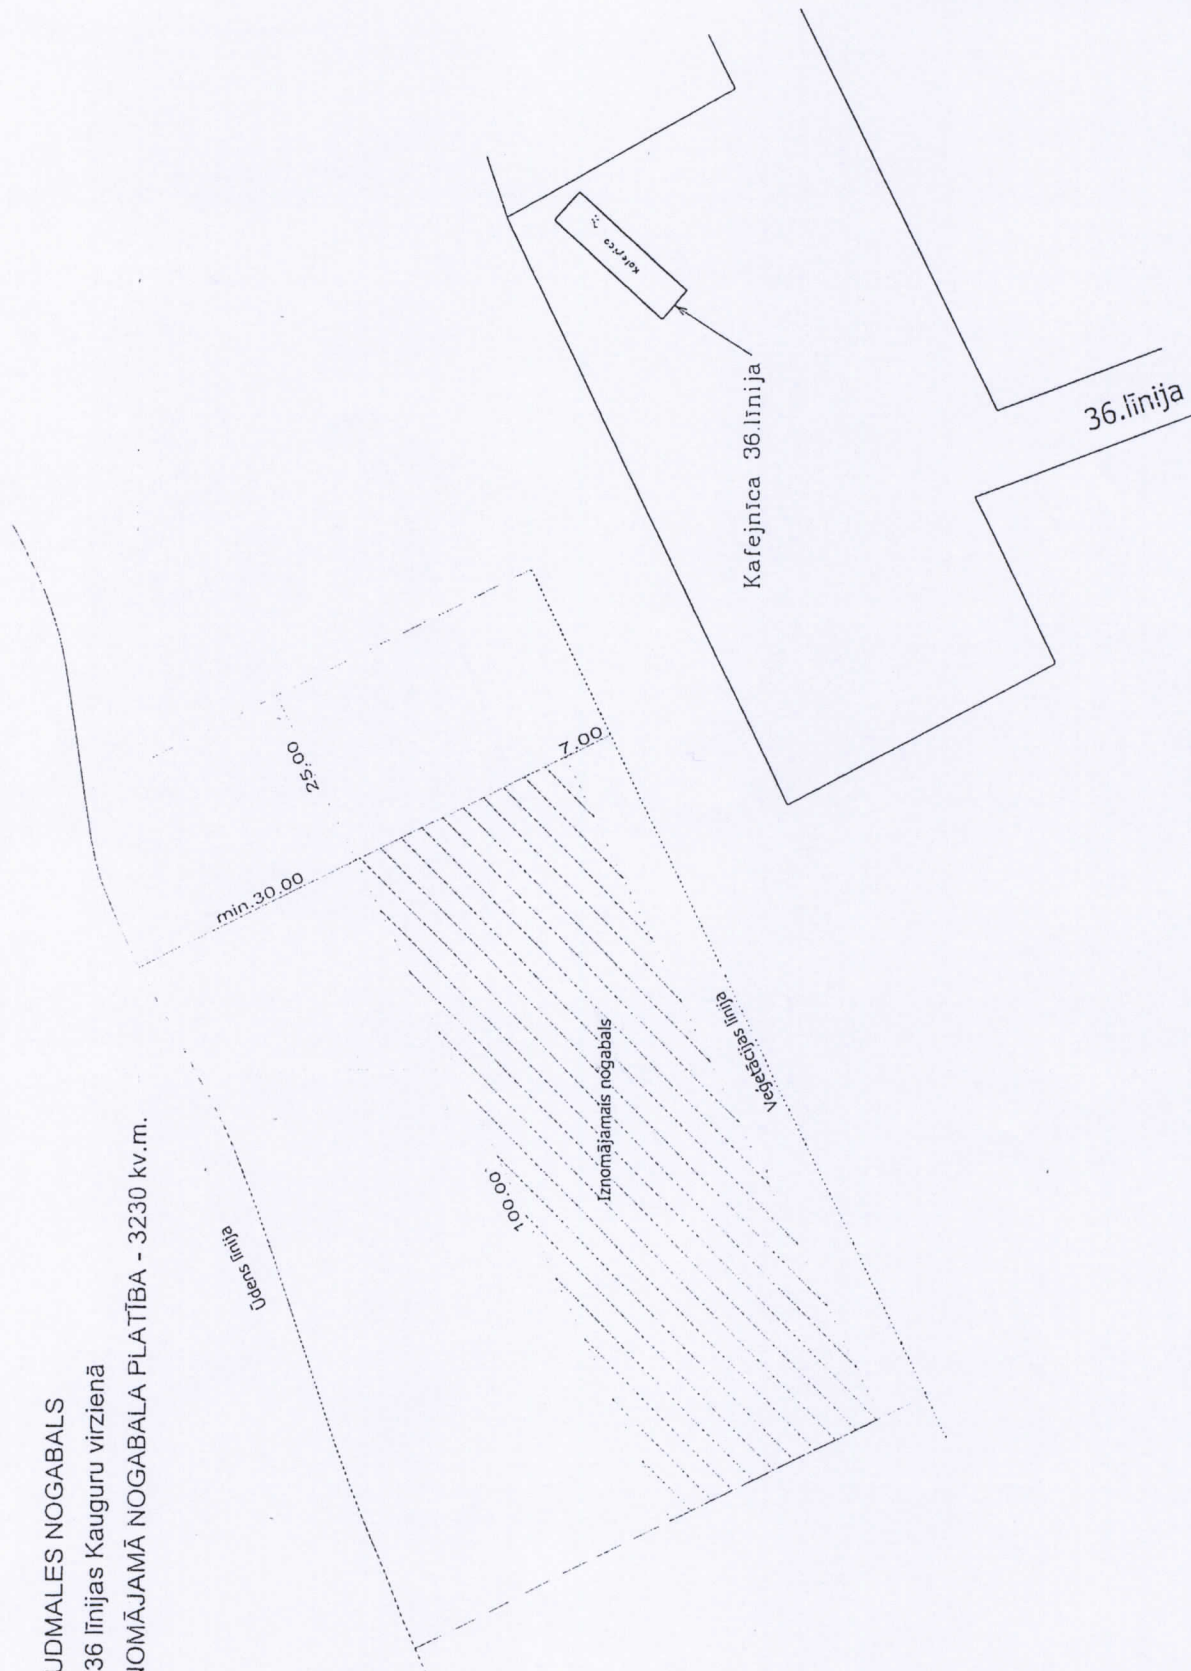 UDMALES NOGABALS
36 līnijas Kauguru virzienā
NOMĀJAMĀ NOGABALA PLATĪBA - 3230 kv.m.
Ūdens līnija
min.30.00
25.00
7.00
100.00
Iznomājamais nogabals
Veģetācijas līnija
Kafejnīca 36.līnija
36.līnija